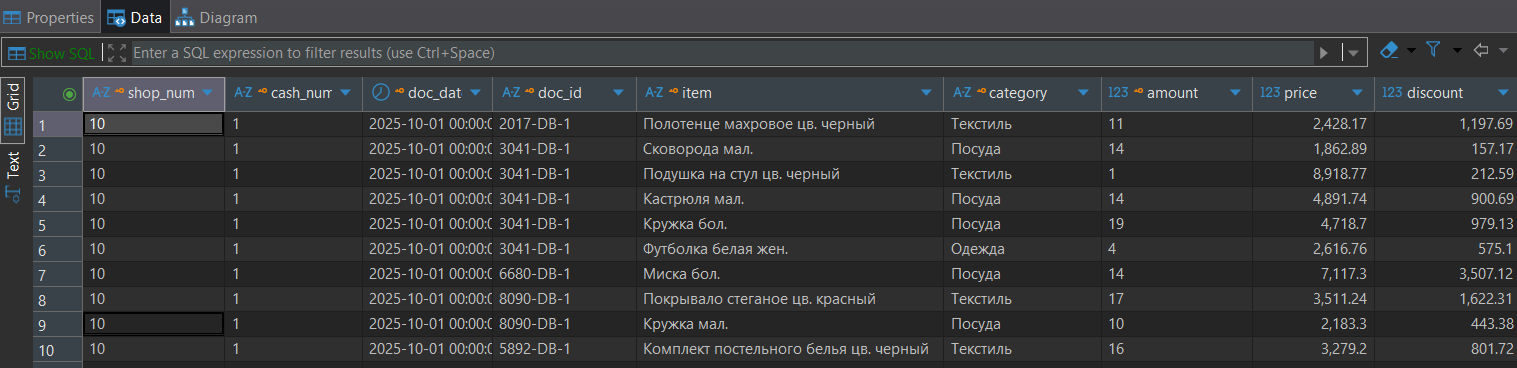 Properties Data Diagram
Show SQL Enter a SQL expression to filter results (use Ctrl+Space)
Grid
Text
A-Z shop_num A-Z cash_num doc_dat A-Z doc_id A-Z item A-Z category 123 amount 123 price 123 discount
1 10 1 2025-10-01 00:00:0 2017-DB-1 Полотенце махровое цв. черный Текстиль 11 2,428.17 1,197.69
2 10 1 2025-10-01 00:00:0 3041-DB-1 Сковорода мал. Посуда 14 1,862.89 157.17
3 10 1 2025-10-01 00:00:0 3041-DB-1 Подушка на стул цв. черный Текстиль 1 8,918.77 212.59
4 10 1 2025-10-01 00:00:0 3041-DB-1 Кастрюля мал. Посуда 14 4,891.74 900.69
5 10 1 2025-10-01 00:00:0 3041-DB-1 Кружка бол. Посуда 19 4,718.7 979.13
6 10 1 2025-10-01 00:00:0 3041-DB-1 Футболка белая жен. Одежда 4 2,616.76 575.1
7 10 1 2025-10-01 00:00:0 6680-DB-1 Миска бол. Посуда 14 7,117.3 3,507.12
8 10 1 2025-10-01 00:00:0 8090-DB-1 Покрывало стеганое цв. красный Текстиль 17 3,511.24 1,622.31
9 10 1 2025-10-01 00:00:0 8090-DB-1 Кружка мал. Посуда 10 2,183.3 443.38
10 10 1 2025-10-01 00:00:0 5892-DB-1 Комплект постельного белья цв. черный Текстиль 16 3,279.2 801.72